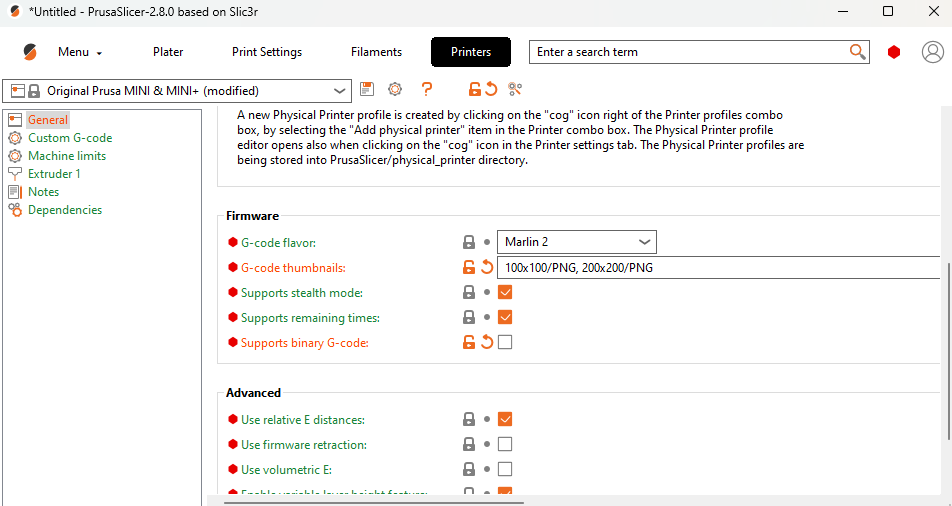 *Untitled - PrusaSlicer-2.8.0 based on Slic3r
Menu Plater Print Settings Filaments Printers Enter a search term
Original Prusa MINI & MINI+ (modified)
?
General
Custom G-code
Machine limits
Extruder 1
Notes
Dependencies
A new Physical Printer profile is created by clicking on the "cog" icon right of the Printer profiles combo
box, by selecting the "Add physical printer" item in the Printer combo box. The Physical Printer profile
editor opens also when clicking on the "cog" icon in the Printer settings tab. The Physical Printer profiles are
being stored into PrusaSlicer/physical_printer directory.
Firmware
G-code flavor: Marlin 2
G-code thumbnails: 100x100/PNG, 200x200/PNG
Supports stealth mode:
Supports remaining times:
Supports binary G-code:
Advanced
Use relative E distances:
Use firmware retraction:
Use volumetric E:
Enable variable layer height feature: